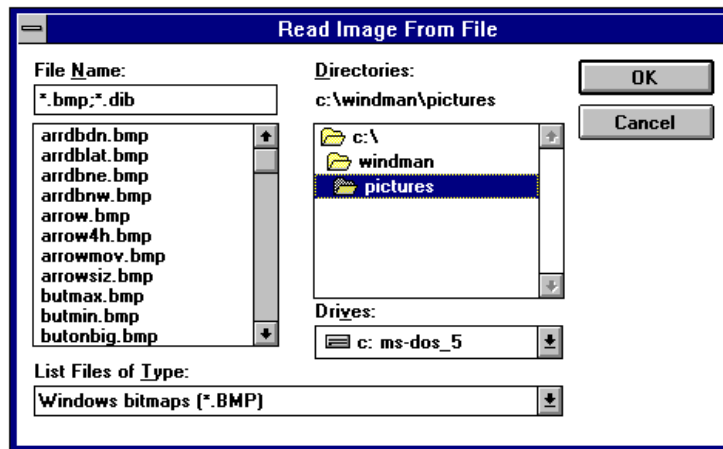 Read Image From File
File Name:
*.bmp;*.dib
arrdbdn.bmp
arrdblat.bmp
arrdbne.bmp
arrdbnw.bmp
arrow.bmp
arrow4h.bmp
arrowmov.bmp
arrowsiz.bmp
butmax.bmp
butmin.bmp
butonbig.bmp
List Files of Type:
Windows bitmaps (*.BMP)
Directories:
c:\windman\pictures
c:\
windman
pictures
Drives:
c: ms-dos_5
OK
Cancel